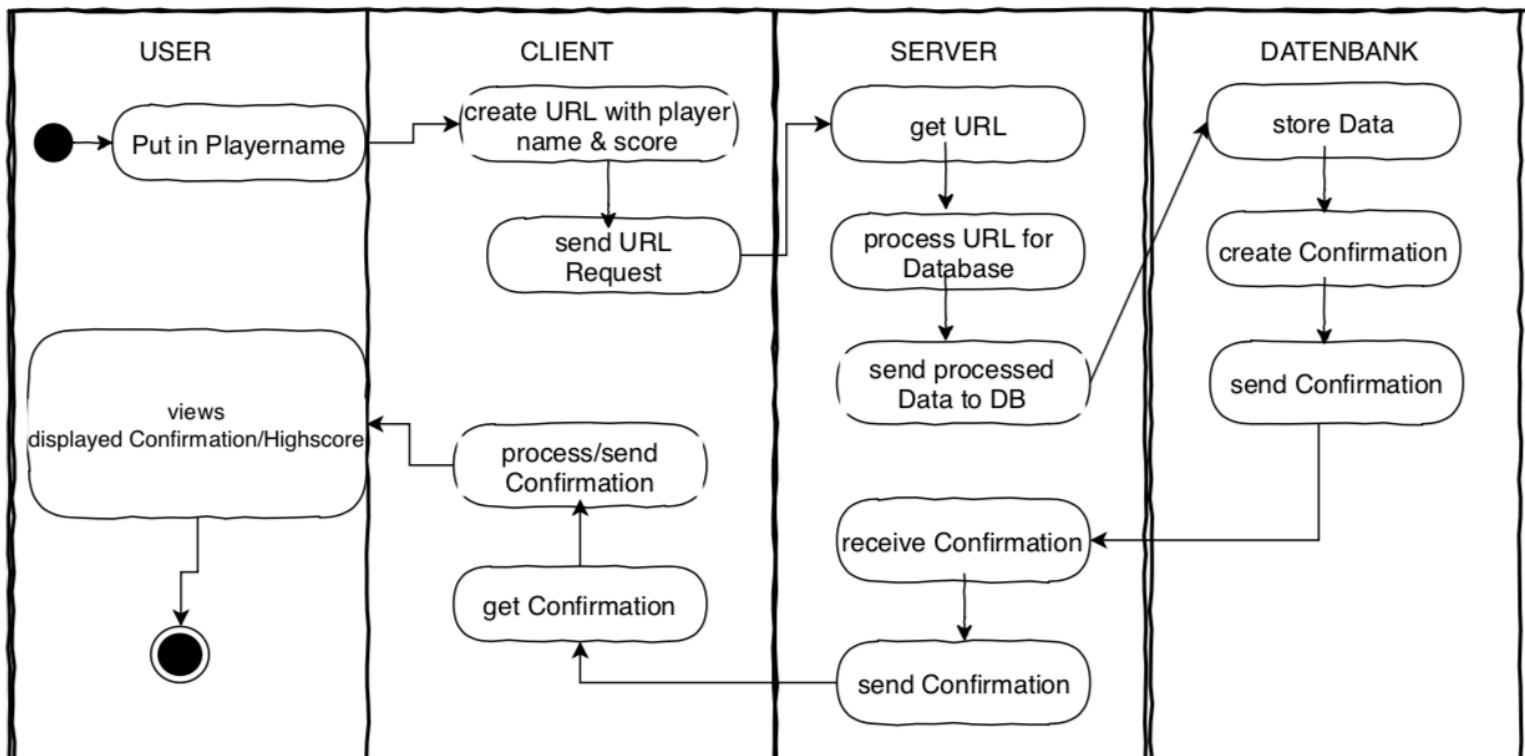 USER
CLIENT
SERVER
DATENBANK
Put in Playername
create URL with player
name & score
send URL
Request
get URL
process URL for
Database
send processed
Data to DB
store Data
create Confirmation
send Confirmation
receive Confirmation
send Confirmation
get Confirmation
process/send
Confirmation
views
displayed Confirmation/Highscore